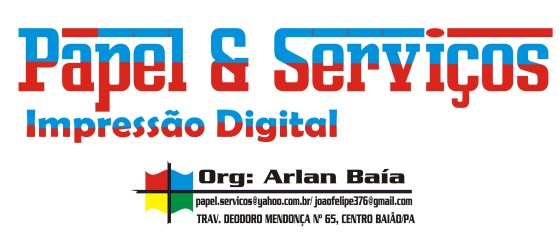 Papel & Serviços
Impressão Digital
Org: Arlan Baía
papel.servicos@yahoo.com.br/ joaofelipe376@gmail.com
TRAV. DEODORO MENDONÇA Nº 65, CENTRO BAIÃO/PA